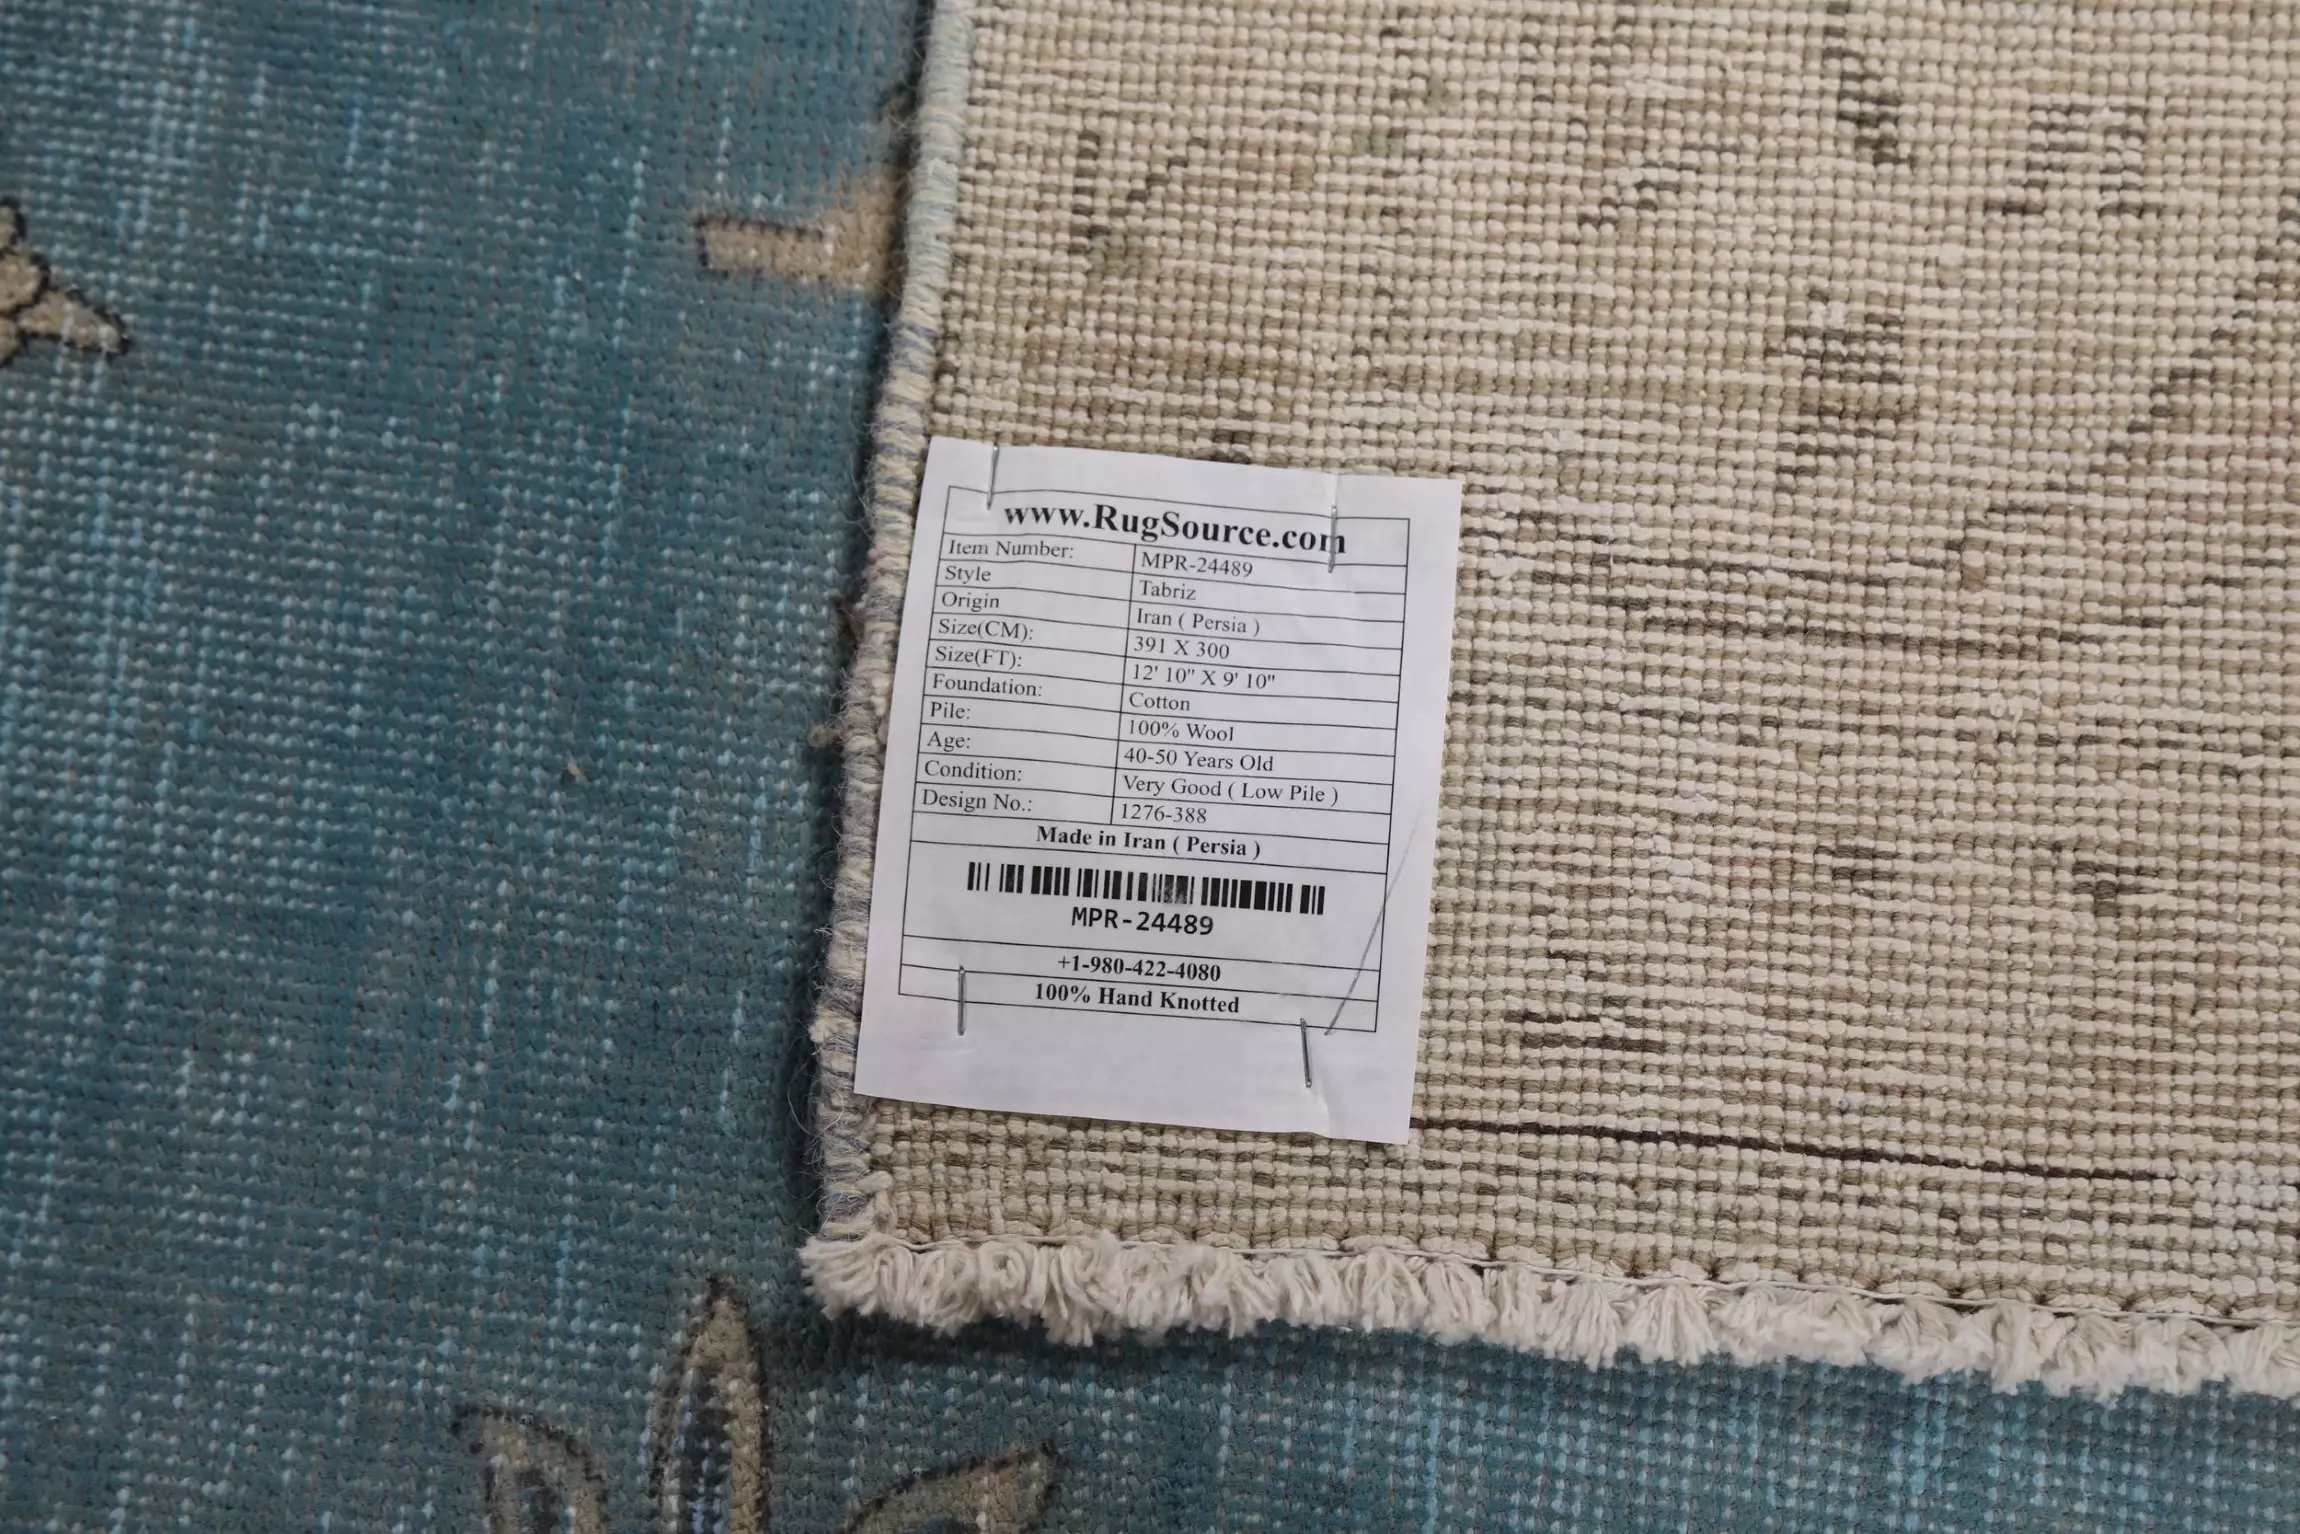 www.RugSource.com
Item Number: MPR-24489
Style Tabriz
Origin Iran ( Persia )
Size(CM): 391 X 300
Size(FT): 12' 10" X 9' 10"
Foundation: Cotton
Pile: 100% Wool
Age: 40-50 Years Old
Condition: Very Good ( Low Pile )
Design No.: 1276-388
Made in Iran ( Persia )
MPR-24489
+1-980-422-4080
100% Hand Knotted